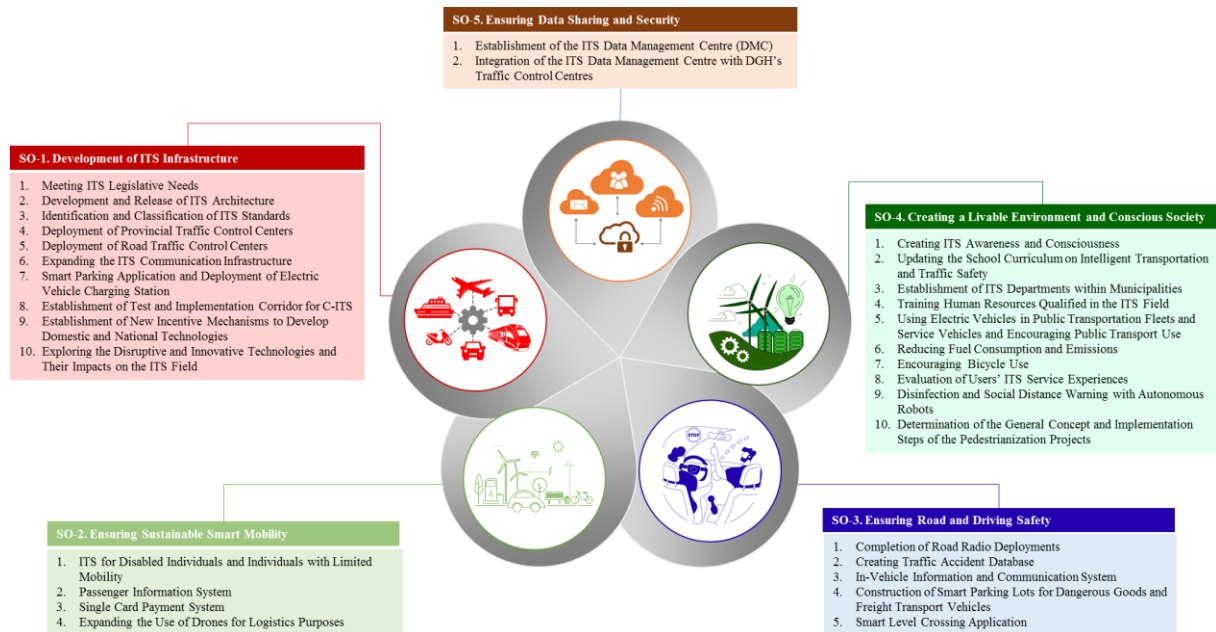 SO-5. Ensuring Data Sharing and Security
1. Establishment of the ITS Data Management Centre (DMC)
2. Integration of the ITS Data Management Centre with DGH's
Traffic Control Centres
SO-1. Development of ITS Infrastructure
1. Meeting ITS Legislative Needs
2. Development and Release of ITS Architecture
3. Identification and Classification of ITS Standards
4. Deployment of Provincial Traffic Control Centers
5. Deployment of Road Traffic Control Centers
6. Expanding the ITS Communication Infrastructure
7. Smart Parking Application and Deployment of Electric
Vehicle Charging Station
8. Establishment of Test and Implementation Corridor for C-ITS
9. Establishment of New Incentive Mechanisms to Develop
Domestic and National Technologies
10. Exploring the Disruptive and Innovative Technologies and
Their Impacts on the ITS Field
SO-4. Creating a Livable Environment and Conscious Society
1. Creating ITS Awareness and Consciousness
2. Updating the School Curriculum on Intelligent Transportation
and Traffic Safety
3. Establishment of ITS Departments within Municipalities
4. Training Human Resources Qualified in the ITS Field
5. Using Electric Vehicles in Public Transportation Fleets and
Service Vehicles and Encouraging Public Transport Use
6. Reducing Fuel Consumption and Emissions
7. Encouraging Bicycle Use
8. Evaluation of Users' ITS Service Experiences
9. Disinfection and Social Distance Warning with Autonomous
Robots
10. Determination of the General Concept and Implementation
Steps of the Pedestrianization Projects
STOP
SO-2. Ensuring Sustainable Smart Mobility
1. ITS for Disabled Individuals and Individuals with Limited
Mobility
2. Passenger Information System
3. Single Card Payment System
4. Expanding the Use of Drones for Logistics Purposes
SO-3. Ensuring Road and Driving Safety
1. Completion of Road Radio Deployments
2. Creating Traffic Accident Database
3. In-Vehicle Information and Communication System
4. Construction of Smart Parking Lots for Dangerous Goods and
Freight Transport Vehicles
5. Smart Level Crossing Application